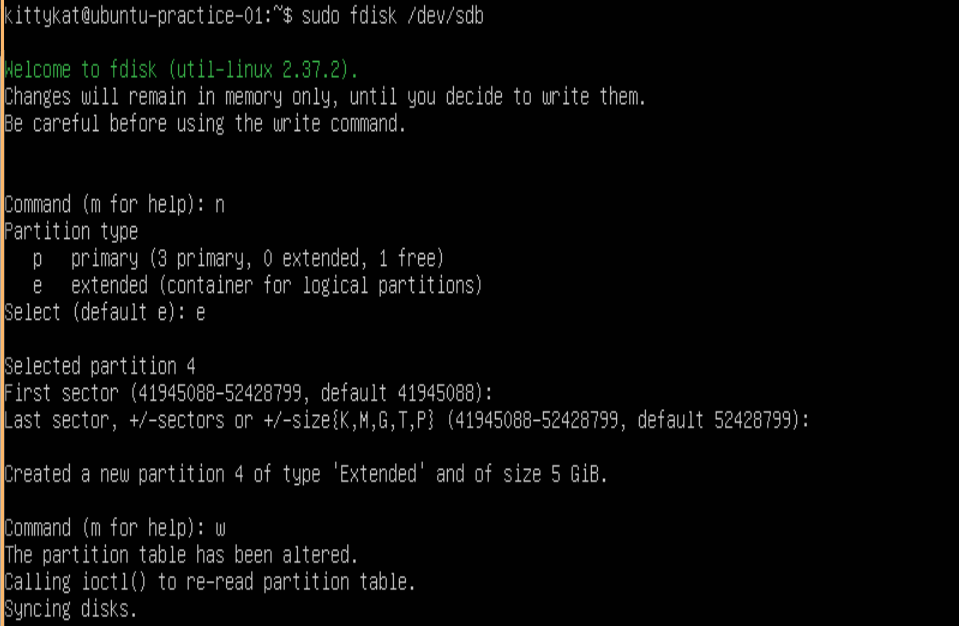 kittykat@ubuntu-practice-01:~$ sudo fdisk /dev/sdb
Welcome to fdisk (util-linux 2.37.2).
Changes will remain in memory only, until you decide to write them.
Be careful before using the write command.
Command (m for help): n
Partition type
   p   primary (3 primary, 0 extended, 1 free)
   e   extended (container for logical partitions)
Select (default e): e
Selected partition 4
First sector (41945088-52428799, default 41945088):
Last sector, +/-sectors or +/-size{K,M,G,T,P} (41945088-52428799, default 52428799):
Created a new partition 4 of type 'Extended' and of size 5 GiB.
Command (m for help): w
The partition table has been altered.
Calling ioctl() to re-read partition table.
Syncing disks.